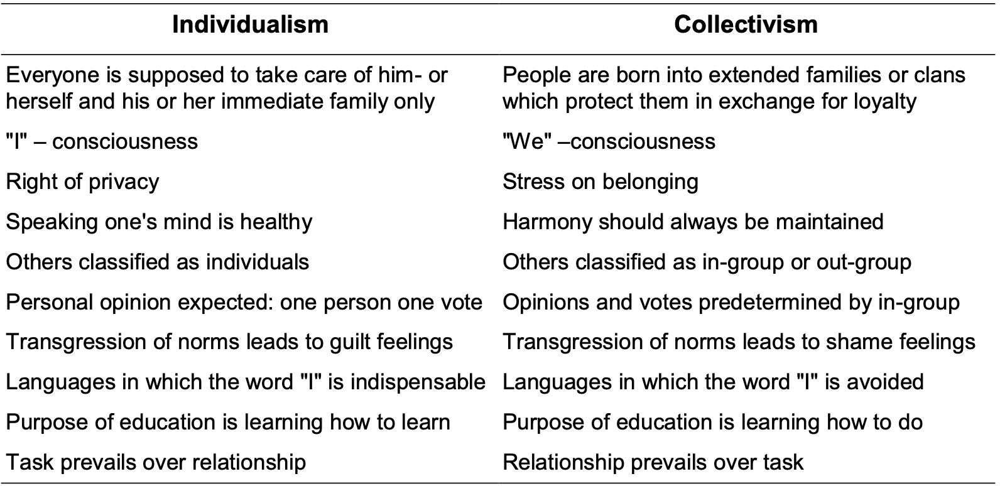 Individualism
Collectivism
Everyone is supposed to take care of him- or
herself and his or her immediate family only
People are born into extended families or clans
which protect them in exchange for loyalty
"I" – consciousness
"We" –consciousness
Right of privacy
Stress on belonging
Speaking one's mind is healthy
Harmony should always be maintained
Others classified as individuals
Others classified as in-group or out-group
Personal opinion expected: one person one vote
Opinions and votes predetermined by in-group
Transgression of norms leads to guilt feelings
Transgression of norms leads to shame feelings
Languages in which the word "I" is indispensable
Languages in which the word "I" is avoided
Purpose of education is learning how to learn
Purpose of education is learning how to do
Task prevails over relationship
Relationship prevails over task